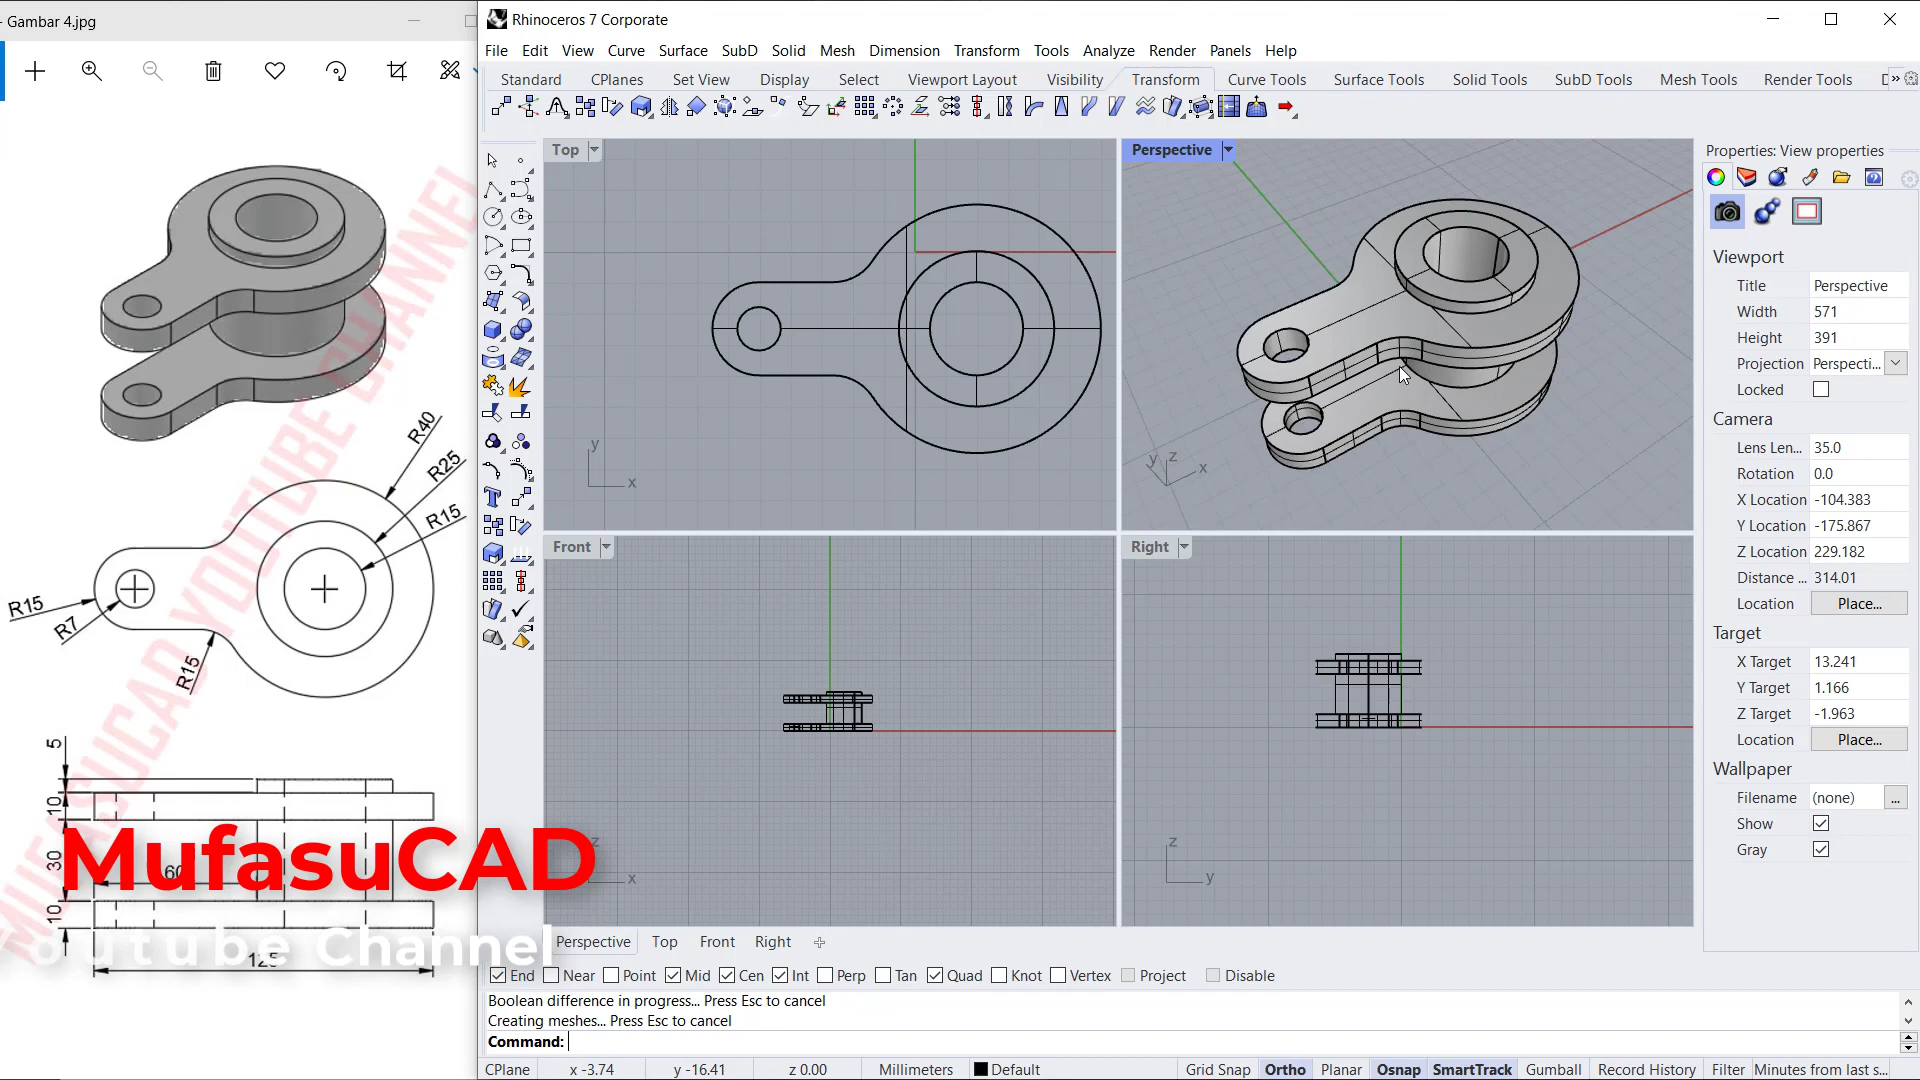 - Gambar 4.jpg
R40
R25
R15
R15
R7
R15
MUFASUCAD YOUTUBE CHANNEL
5
10
30
10
60
125
MufasuCAD
outube Channel
Rhinoceros 7 Corporate
File Edit View Curve Surface SubD Solid Mesh Dimension Transform Tools Analyze Render Panels Help
Standard CPlanes Set View Display Select Viewport Layout Visibility Transform Curve Tools Surface Tools Solid Tools SubD Tools Mesh Tools Render Tools D »
Top
y
x
Perspective
y z x
Front
z
x
Right
z
y
Perspective Top Front Right
End Near Point Mid Cen Int Perp Tan Quad Knot Vertex Project Disable
Boolean difference in progress... Press Esc to cancel
Creating meshes... Press Esc to cancel
Command:
CPlane x -3.74 y -16.41 z 0.00 Millimeters Default Grid Snap Ortho Planar Osnap SmartTrack Gumball Record History Filter Minutes from last s...
Properties: View properties
Viewport
Title Perspective
Width 571
Height 391
Projection Perspecti...
Locked
Camera
Lens Len... 35.0
Rotation 0.0
X Location -104.383
Y Location -175.867
Z Location 229.182
Distance ... 314.01
Location Place...
Target
X Target 13.241
Y Target 1.166
Z Target -1.963
Location Place...
Wallpaper
Filename (none) ...
Show
Gray